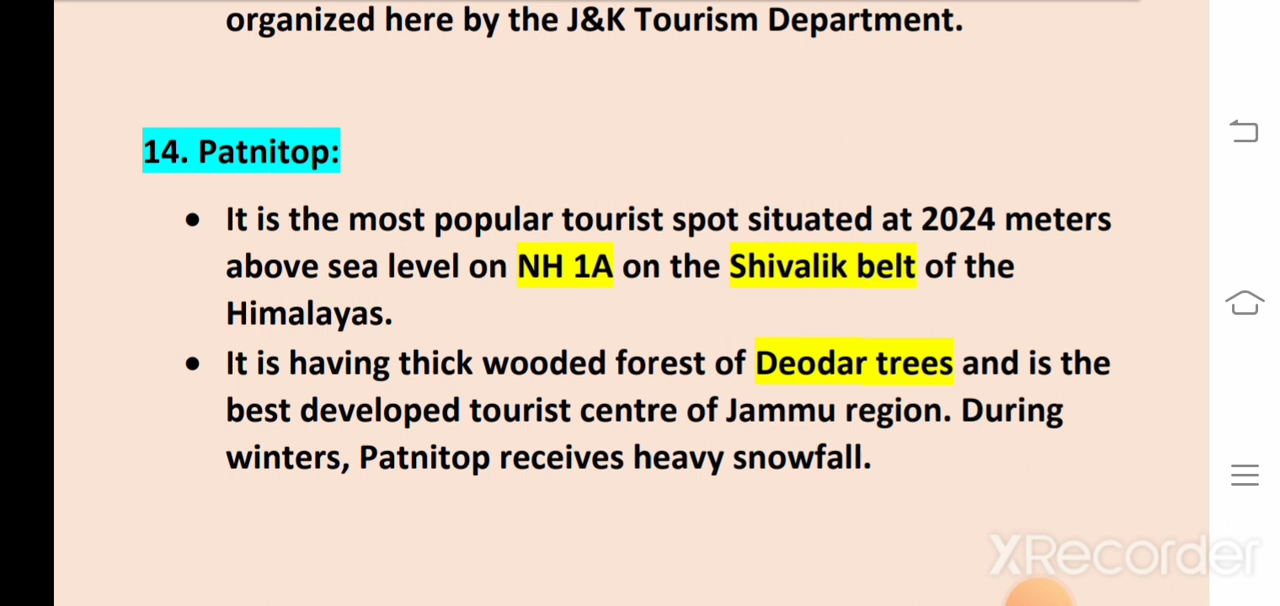 organized here by the J&K Tourism Department.
14. Patnitop:
• It is the most popular tourist spot situated at 2024 meters
above sea level on NH 1A on the Shivalik belt of the
Himalayas.
• It is having thick wooded forest of Deodar trees and is the
best developed tourist centre of Jammu region. During
winters, Patnitop receives heavy snowfall.
XRecorder